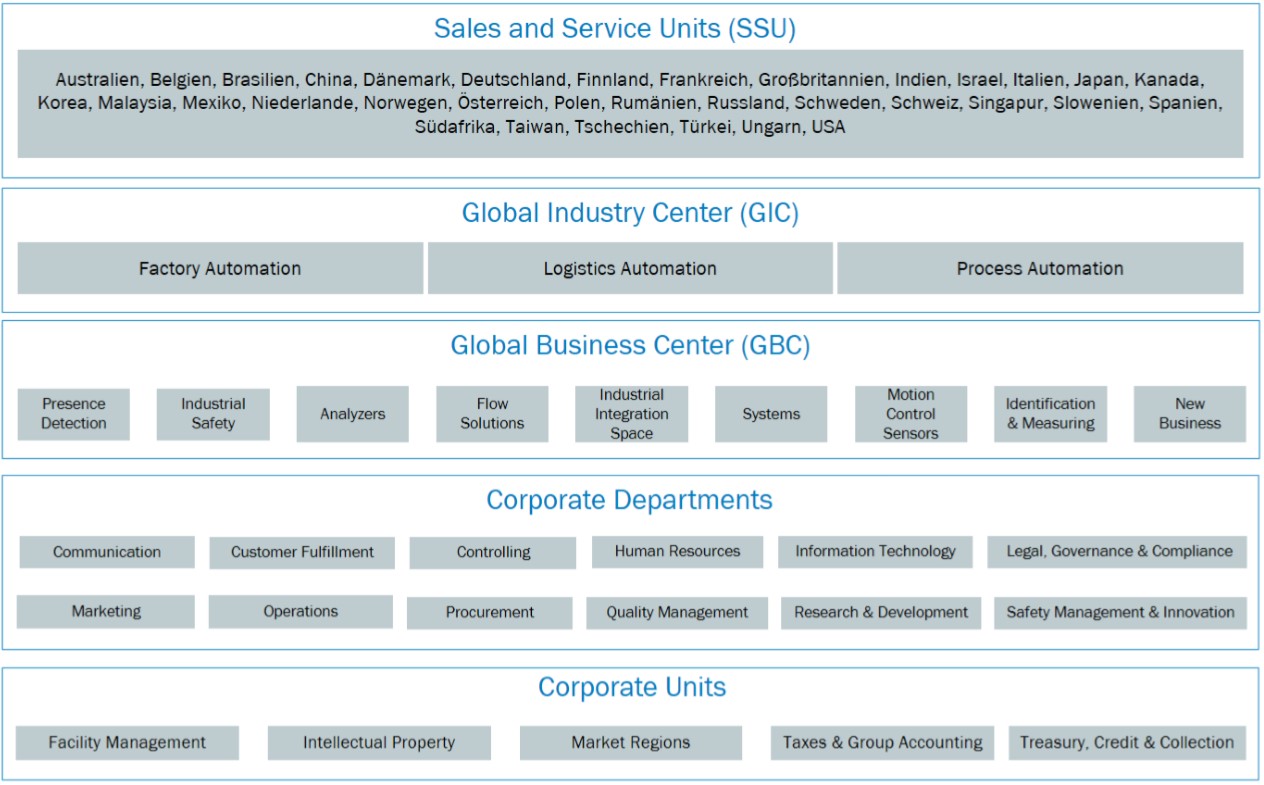 Sales and Service Units (SSU)
Australien, Belgien, Brasilien, China, Dänemark, Deutschland, Finnland, Frankreich, Großbritannien, Indien, Israel, Italien, Japan, Kanada,
Korea, Malaysia, Mexiko, Niederlande, Norwegen, Österreich, Polen, Rumänien, Russland, Schweden, Schweiz, Singapur, Slowenien, Spanien,
Südafrika, Taiwan, Tschechien, Türkei, Ungarn, USA
Global Industry Center (GIC)
Factory Automation
Logistics Automation
Process Automation
Global Business Center (GBC)
Presence
Detection
Industrial
Safety
Analyzers
Flow
Solutions
Industrial
Integration
Space
Systems
Motion
Control
Sensors
Identification
& Measuring
New
Business
Corporate Departments
Communication
Customer Fulfillment
Controlling
Human Resources
Information Technology
Legal, Governance & Compliance
Marketing
Operations
Procurement
Quality Management
Research & Development
Safety Management & Innovation
Corporate Units
Facility Management
Intellectual Property
Market Regions
Taxes & Group Accounting
Treasury, Credit & Collection